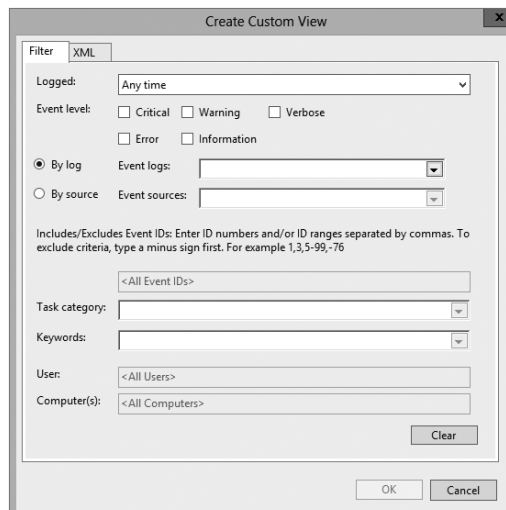 Create Custom View
x
Filter XML
Logged: Any time
Event level: Critical Warning Verbose
Error Information
By log Event logs:
By source Event sources:
Includes/Excludes Event IDs: Enter ID numbers and/or ID ranges separated by commas. To
exclude criteria, type a minus sign first. For example 1,3,5-99,-76
<All Event IDs>
Task category:
Keywords:
User: <All Users>
Computer(s): <All Computers>
Clear
OK Cancel